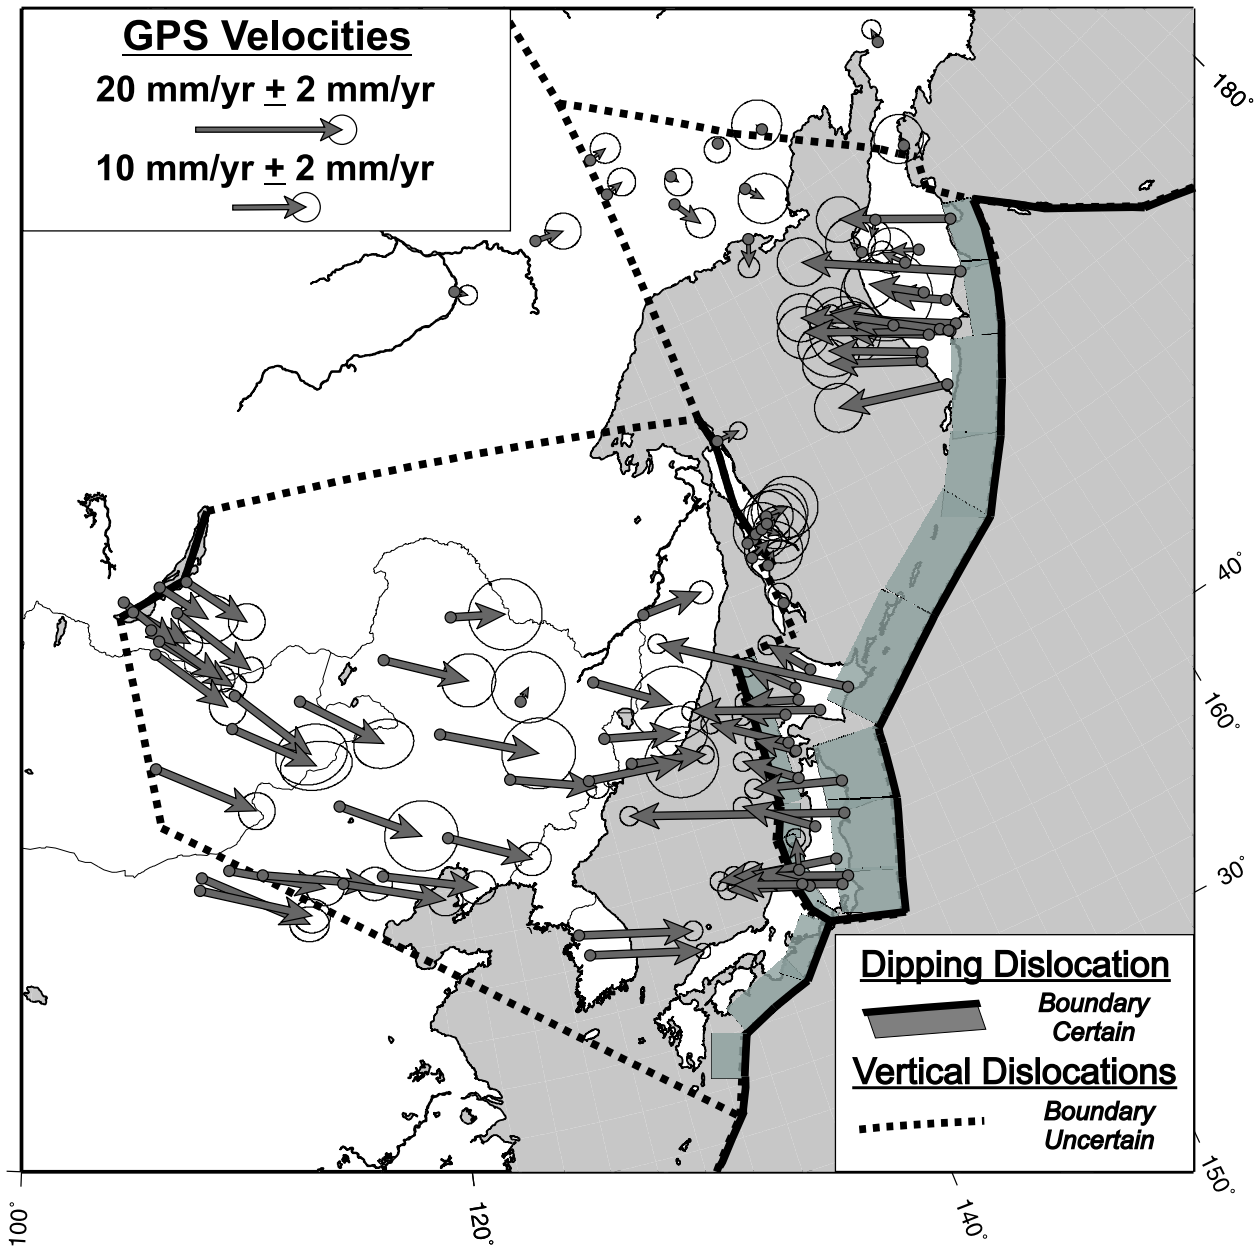 GPS Velocities
20 mm/yr ± 2 mm/yr
10 mm/yr ± 2 mm/yr
180°
40°
160°
30°
Dipping Dislocation
Boundary
Certain
Vertical Dislocations
Boundary
Uncertain
150°
100°
120°
140°